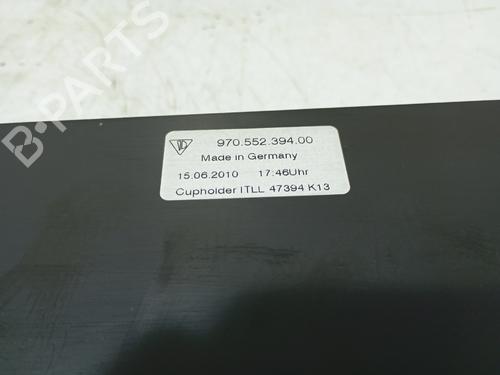 B-PARTS
970.552.394.00
Made in Germany
15.06.2010 17:46Uhr
Cupholder ITLL 47394 K13